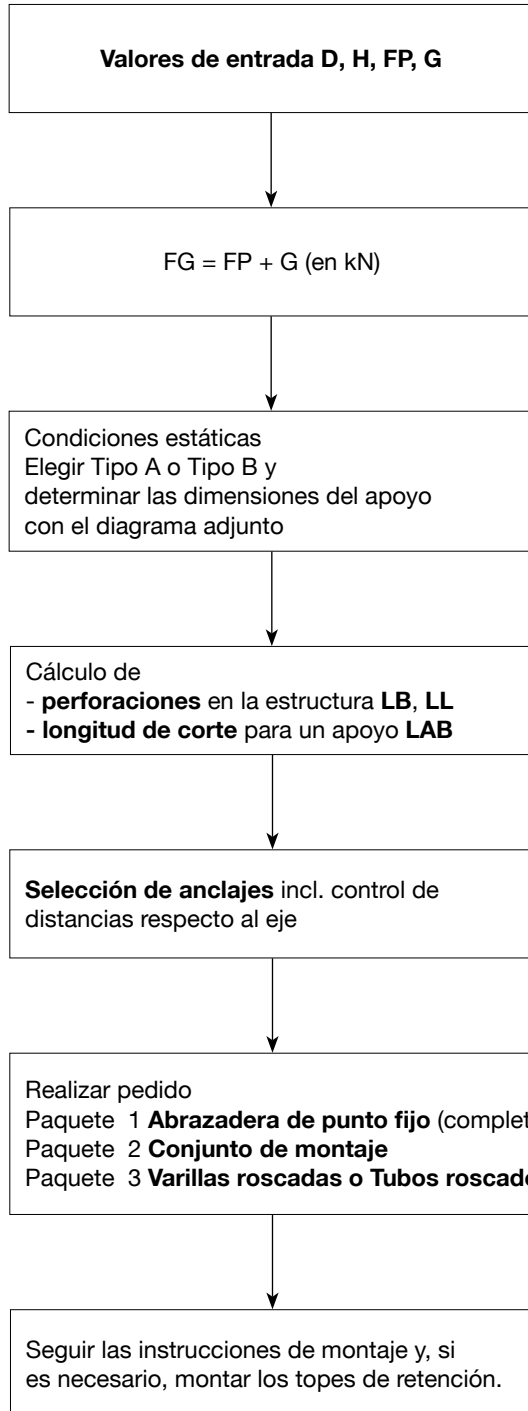 Valores de entrada D, H, FP, G
FG = FP + G (en kN)
Condiciones estáticas
Elegir Tipo A o Tipo B y
determinar las dimensiones del apoyo
con el diagrama adjunto
Cálculo de
- perforaciones en la estructura LB, LL
- longitud de corte para un apoyo LAB
Selección de anclajes incl. control de
distancias respecto al eje
Realizar pedido
Paquete 1 Abrazadera de punto fijo (complet
Paquete 2 Conjunto de montaje
Paquete 3 Varillas roscadas o Tubos roscad
Seguir las instrucciones de montaje y, si
es necesario, montar los topes de retención.